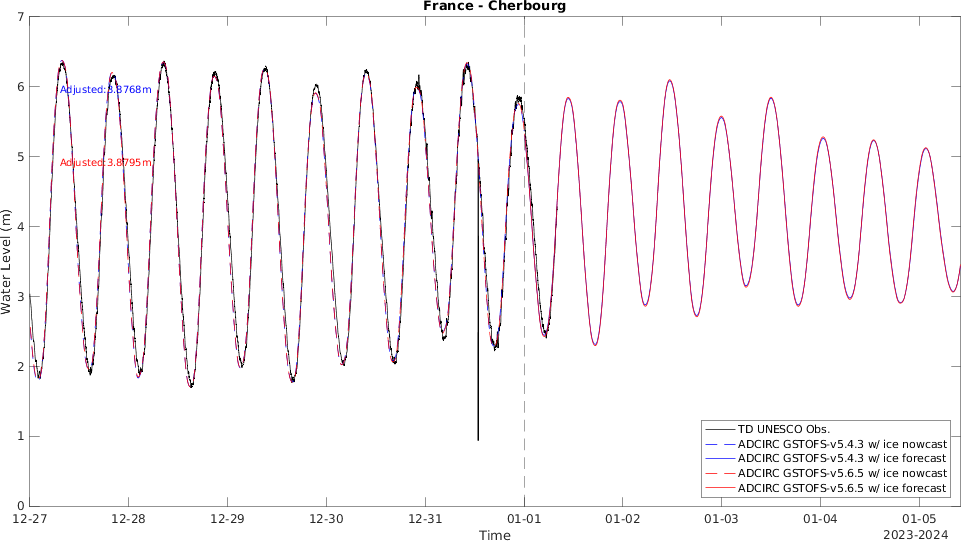 France - Cherbourg
7
6
5
4
3
2
1
0
Water Level (m)
Adjusted:3.8768m
Adjusted:3.8795m
TD UNESCO Obs.
ADCIRC GSTOFS-v5.4.3 w/ ice nowcast
ADCIRC GSTOFS-v5.4.3 w/ ice forecast
ADCIRC GSTOFS-v5.6.5 w/ ice nowcast
ADCIRC GSTOFS-v5.6.5 w/ ice forecast
12-27 12-28 12-29 12-30 12-31 01-01 01-02 01-03 01-04 01-05
Time
2023-2024